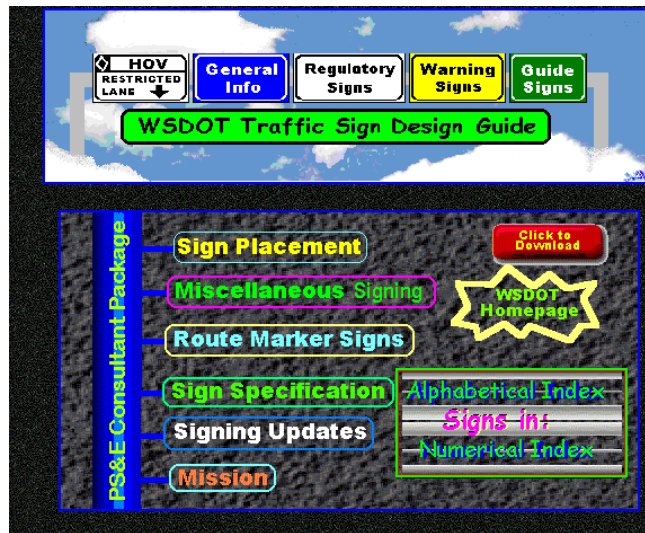 HOV
RESTRICTED
LANE
General
Info
Regulatory
Signs
Warning
Signs
Guide
Signs
WSDOT Traffic Sign Design Guide
PS&E Consultant Package
Sign Placement
Miscellaneous Signing
Route Marker Signs
Sign Specification
Signing Updates
Mission
Click to
Download
WSDOT
Homepage
Alphabetical Index
Signs in:
Numerical Index